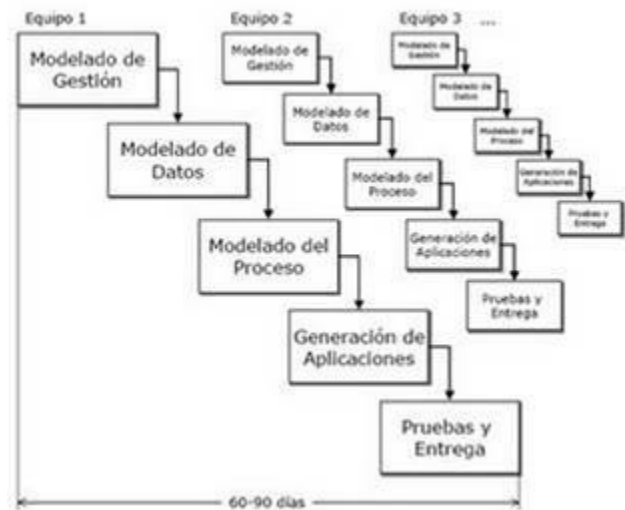 Equipo 1
Modelado de
Gestión
Modelado de
Datos
Modelado del
Proceso
Generación de
Aplicaciones
Pruebas y
Entrega
Equipo 2
Modelado de
Gestión
Modelado de
Datos
Modelado del
Proceso
Generación de
Aplicaciones
Pruebas y
Entrega
Equipo 3 ...
Modelado de
Gestión
Modelado de
Datos
Modelado del
Proceso
Generación de
Aplicaciones
Pruebas y
Entrega
60-90 días